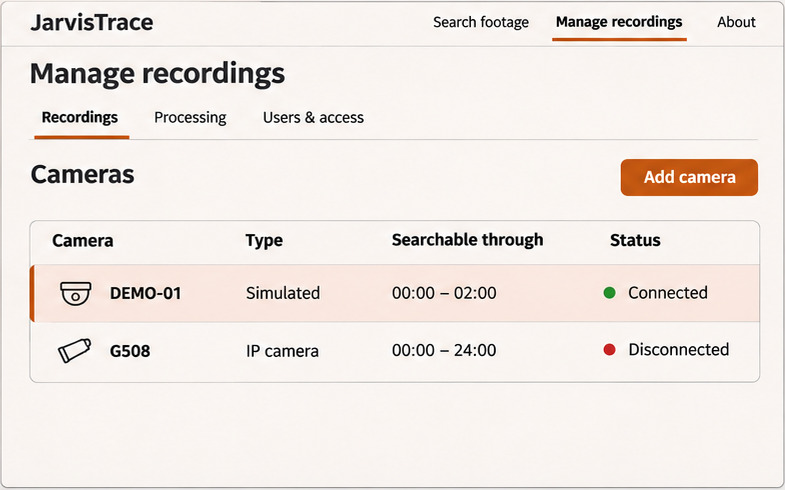 JarvisTrace Search footage Manage recordings About
Manage recordings
Recordings Processing Users & access
Cameras Add camera
Camera Type Searchable through Status
DEMO-01 Simulated 00:00 – 02:00 Connected
G508 IP camera 00:00 – 24:00 Disconnected